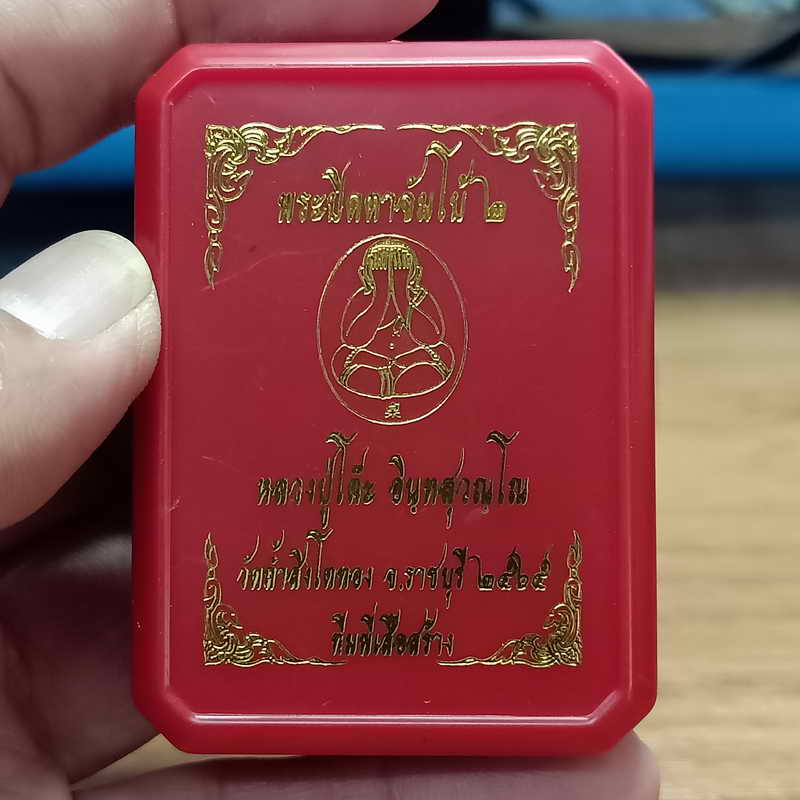 พระปิดตาจัมโบ้ ๒
หลวงปู่โต๊ะ อินฺทสุวณฺโณ
วัดถ้ำสิงโตทอง จ.ราชบุรี ๒๕๖๕
ทีมสี่เสือสร้าง